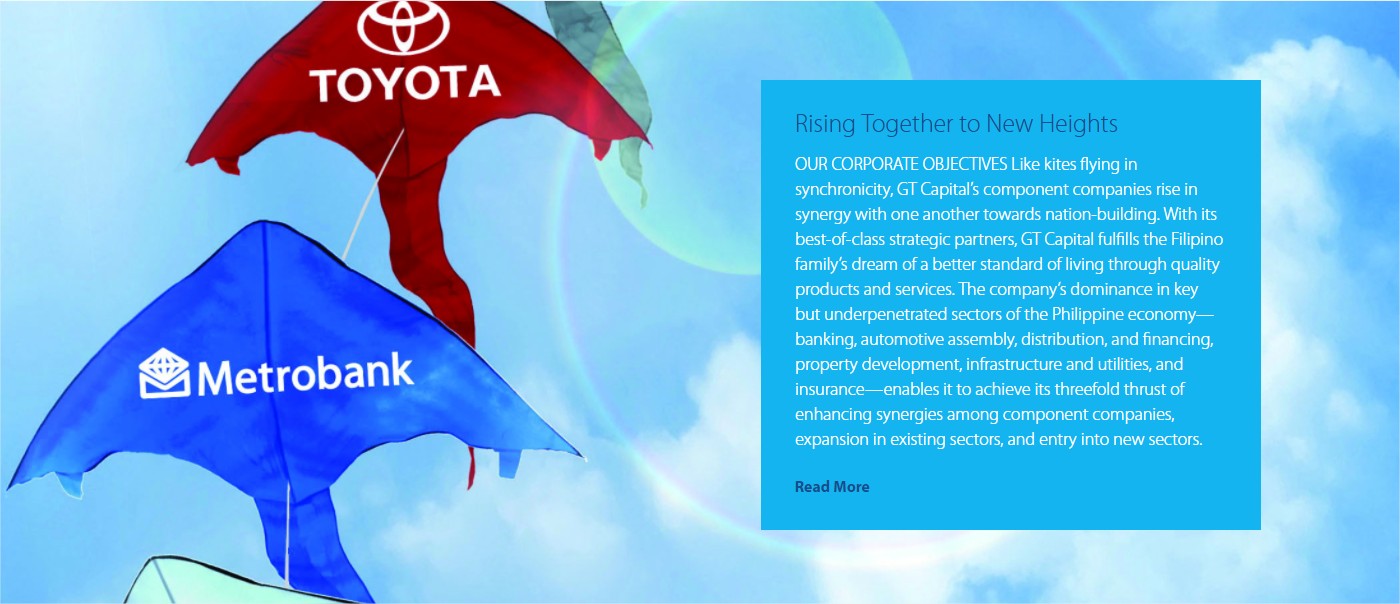 TOYOTA
Metrobank
Rising Together to New Heights
OUR CORPORATE OBJECTIVES Like kites flying in
synchronicity, GT Capital's component companies rise in
synergy with one another towards nation-building. With its
best-of-class strategic partners, GT Capital fulfills the Filipino
family's dream of a better standard of living through quality
products and services. The company's dominance in key
but underpenetrated sectors of the Philippine economy—
banking, automotive assembly, distribution, and financing,
property development, infrastructure and utilities, and
insurance—enables it to achieve its threefold thrust of
enhancing synergies among component companies,
expansion in existing sectors, and entry into new sectors.
Read More